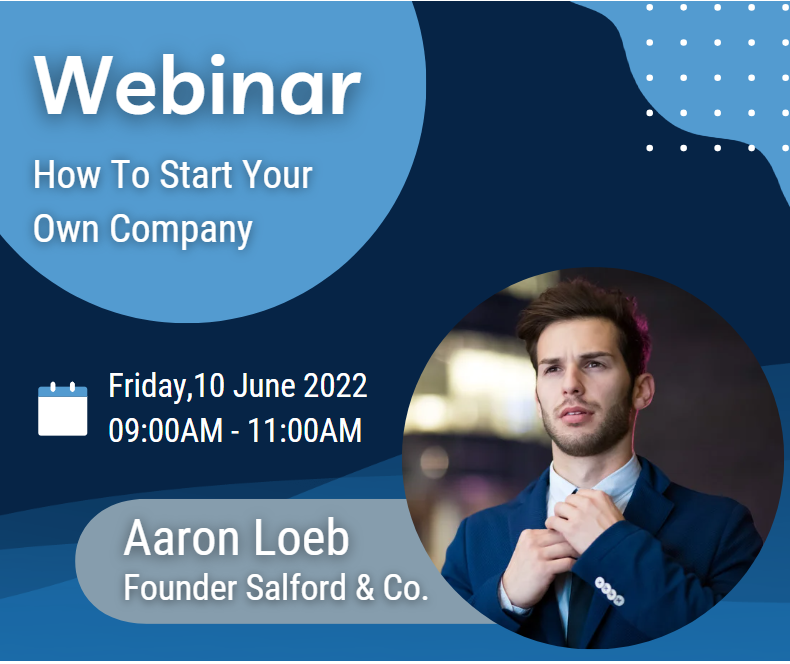 Webinar
How To Start Your
Own Company
Friday,10 June 2022
09:00AM - 11:00AM
Aaron Loeb
Founder Salford & Co.